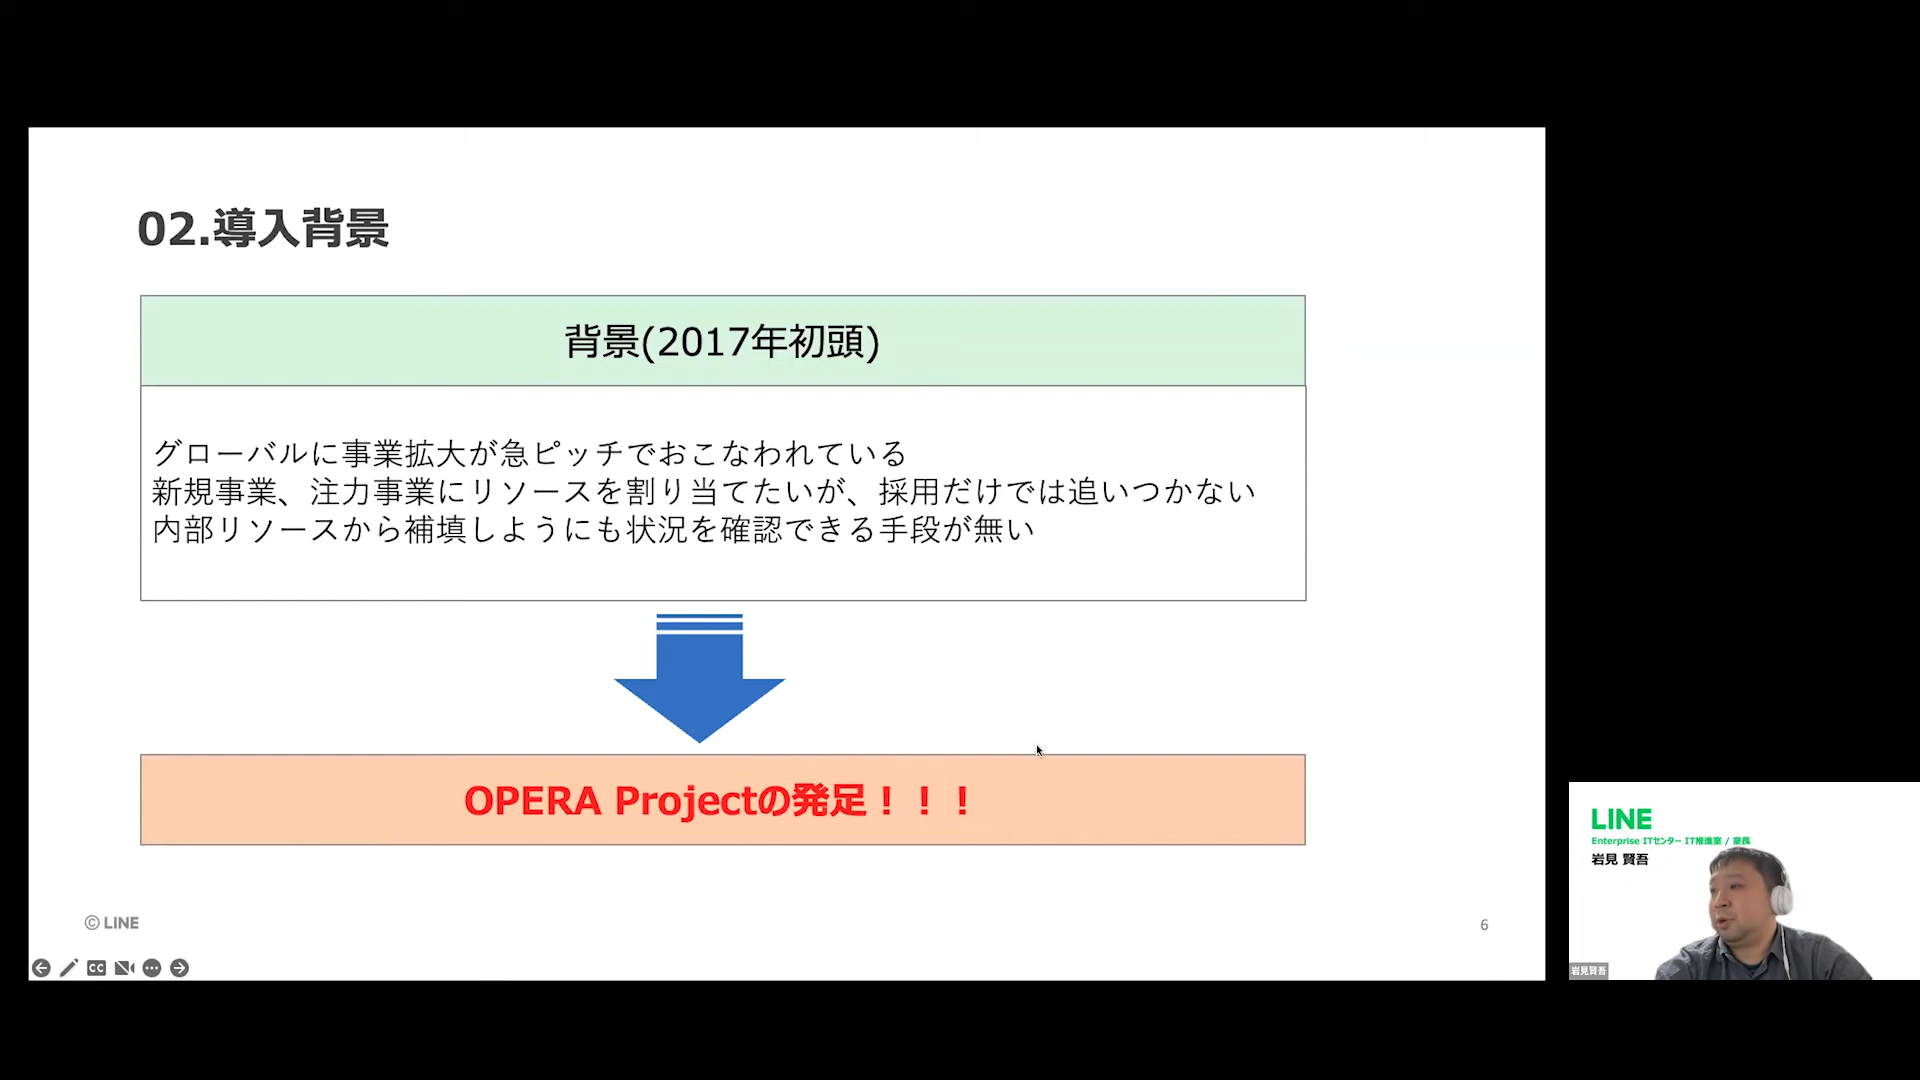 02.導入背景
背景(2017年初頭)
グローバルに事業拡大が急ピッチでおこなわれている
新規事業、注力事業にリソースを割り当てたいが、採用だけでは追いつかない
内部リソースから補填しようにも状況を確認できる手段が無い
OPERA Projectの発足！！！
© LINE
6
CC
LINE
Enterprise ITセンター IT推進室 / 室長
岩見 賢吾
岩見賢吾